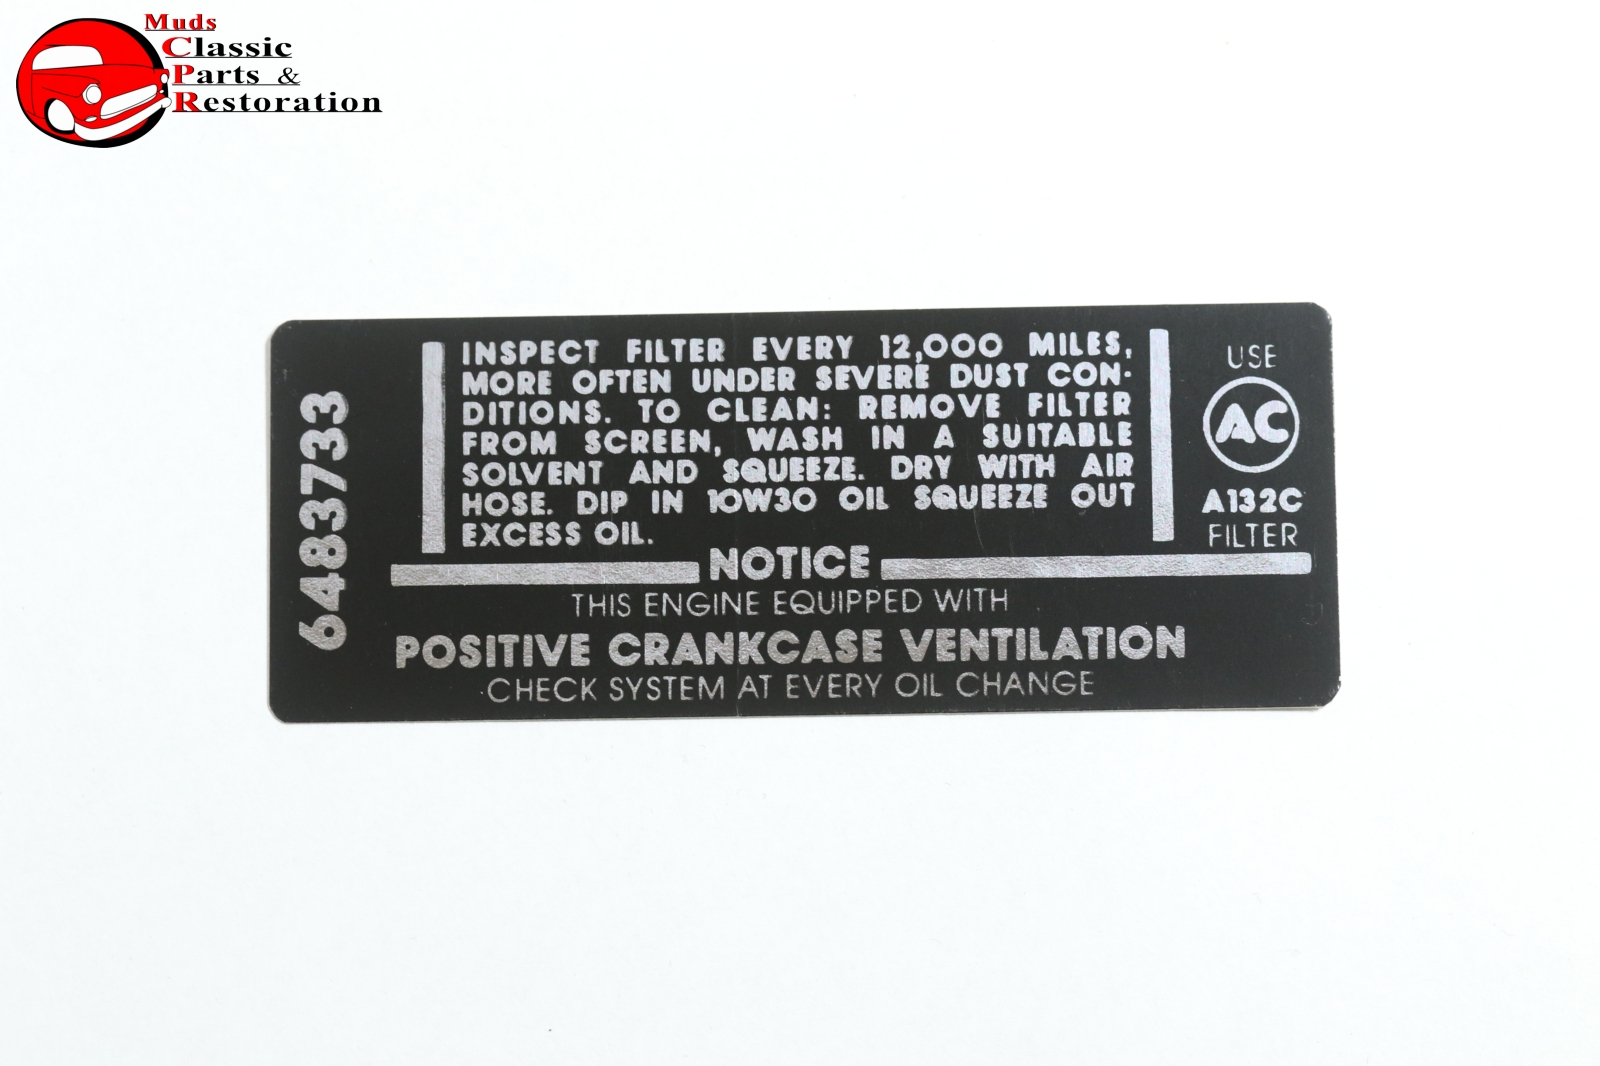 Muds
Classic
Parts &
Restoration
6483733
INSPECT FILTER EVERY 12,000 MILES,
MORE OFTEN UNDER SEVERE DUST CON-
DITIONS. TO CLEAN: REMOVE FILTER
FROM SCREEN, WASH IN A SUITABLE
SOLVENT AND SQUEEZE. DRY WITH AIR
HOSE. DIP IN 10W30 OIL SQUEEZE OUT
EXCESS OIL.
USE
AC
A132C
FILTER
NOTICE
THIS ENGINE EQUIPPED WITH
POSITIVE CRANKCASE VENTILATION
CHECK SYSTEM AT EVERY OIL CHANGE